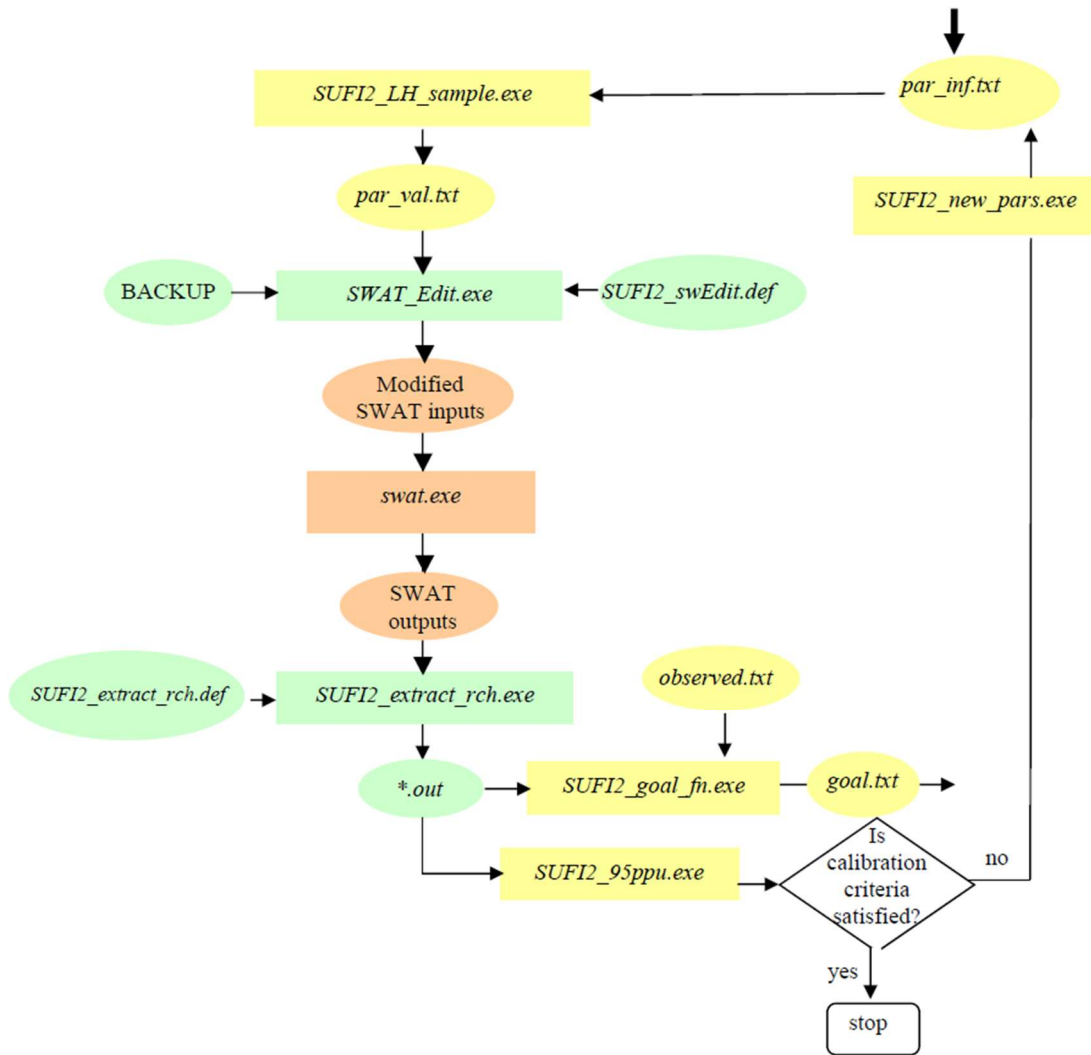 par_inf.txt
SUFI2_LH_sample.exe
par_val.txt
SUFI2_new_pars.exe
BACKUP
SWAT_Edit.exe
SUFI2_swEdit.def
Modified
SWAT inputs
swat.exe
SWAT
outputs
SUFI2_extract_rch.def
SUFI2_extract_rch.exe
observed.txt
*.out
SUFI2_goal_fn.exe
goal.txt
SUFI2_95ppu.exe
Is
calibration
criteria
satisfied?
no
yes
stop